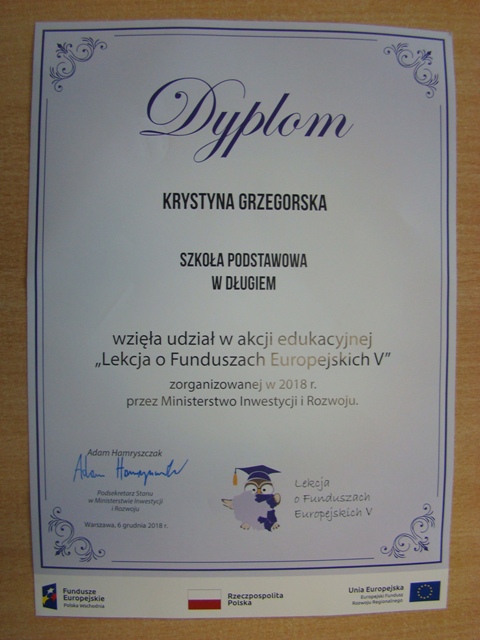 Dyplom
KRYSTYNA GRZEGORSKA
SZKOŁA PODSTAWOWA
W DŁUGIEM
wzięła udział w akcji edukacyjnej
„Lekcja o Funduszach Europejskich V”
zorganizowanej w 2018 r.
przez Ministerstwo Inwestycji i Rozwoju.
Adam Hamryszczak
Adam Hamryszczak
Podsekretarz Stanu
w Ministerstwie Inwestycji
i Rozwoju
Warszawa, 6 grudnia 2018 r.
Lekcja
o Funduszach
Europejskich V
Fundusze
Europejskie
Polska Wschodnia
Rzeczpospolita
Polska
Unia Europejska
Europejski Fundusz
Rozwoju Regionalnego